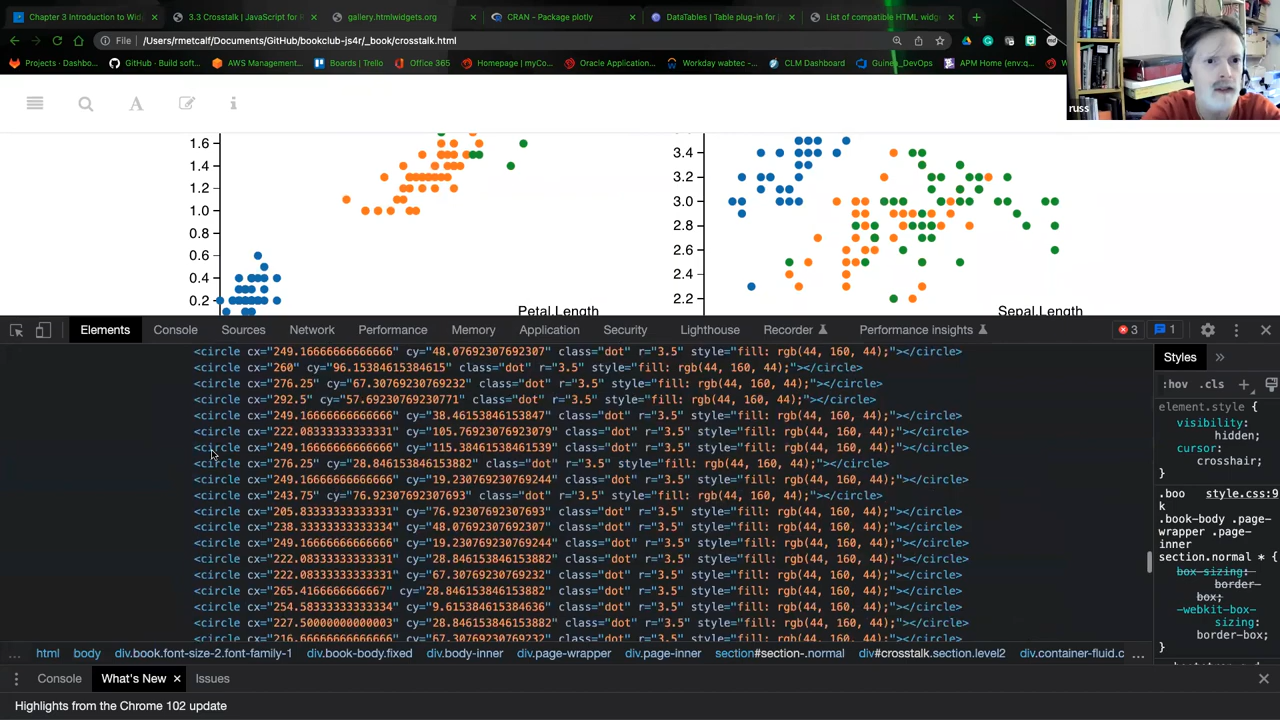 Chapter 3 Introduction to Widg
3.3 Crosstalk | JavaScript for R
gallery.htmlwidgets.org
CRAN - Package plotly
DataTables | Table plug-in for j
List of compatible HTML widge
File | /Users/rmetcalf/Documents/GitHub/bookclub-js4r/_book/crosstalk.html
Projects - Dashbo...
GitHub - Build soft...
AWS Management...
Boards | Trello
Office 365
Homepage | myCo...
Oracle Application...
Workday wabtec -...
CLM Dashboard
Guinea_DevOps
APM Home (env:q...
russ
1.6
1.4
1.2
1.0
0.8
0.6
0.4
0.2
Petal.Length
3.4
3.2
3.0
2.8
2.6
2.4
2.2
Sepal.Length
Elements Console Sources Network Performance Memory Application Security Lighthouse Recorder Performance insights 3 1
<circle cx="249.16666666666666" cy="48.07692307692307" class="dot" r="3.5" style="fill: rgb(44, 160, 44);"></circle>
<circle cx="260" cy="96.15384615384615" class="dot" r="3.5" style="fill: rgb(44, 160, 44);"></circle>
<circle cx="276.25" cy="67.30769230769232" class="dot" r="3.5" style="fill: rgb(44, 160, 44);"></circle>
<circle cx="292.5" cy="57.69230769230771" class="dot" r="3.5" style="fill: rgb(44, 160, 44);"></circle>
<circle cx="249.16666666666666" cy="38.46153846153847" class="dot" r="3.5" style="fill: rgb(44, 160, 44);"></circle>
<circle cx="222.08333333333331" cy="105.76923076923079" class="dot" r="3.5" style="fill: rgb(44, 160, 44);"></circle>
<circle cx="249.16666666666666" cy="115.38461538461539" class="dot" r="3.5" style="fill: rgb(44, 160, 44);"></circle>
<circle cx="276.25" cy="28.846153846153882" class="dot" r="3.5" style="fill: rgb(44, 160, 44);"></circle>
<circle cx="249.16666666666666" cy="19.230769230769244" class="dot" r="3.5" style="fill: rgb(44, 160, 44);"></circle>
<circle cx="243.75" cy="76.92307692307693" class="dot" r="3.5" style="fill: rgb(44, 160, 44);"></circle>
<circle cx="205.83333333333331" cy="76.92307692307693" class="dot" r="3.5" style="fill: rgb(44, 160, 44);"></circle>
<circle cx="238.33333333333334" cy="48.07692307692307" class="dot" r="3.5" style="fill: rgb(44, 160, 44);"></circle>
<circle cx="249.16666666666666" cy="19.230769230769244" class="dot" r="3.5" style="fill: rgb(44, 160, 44);"></circle>
<circle cx="222.08333333333331" cy="28.846153846153882" class="dot" r="3.5" style="fill: rgb(44, 160, 44);"></circle>
<circle cx="222.08333333333331" cy="67.30769230769232" class="dot" r="3.5" style="fill: rgb(44, 160, 44);"></circle>
<circle cx="265.4166666666667" cy="28.846153846153882" class="dot" r="3.5" style="fill: rgb(44, 160, 44);"></circle>
<circle cx="254.58333333333334" cy="9.615384615384636" class="dot" r="3.5" style="fill: rgb(44, 160, 44);"></circle>
<circle cx="227.50000000000003" cy="28.846153846153882" class="dot" r="3.5" style="fill: rgb(44, 160, 44);"></circle>
<circle cx="216.66666666666666" cy="67.30769230769232" class="dot" r="3.5" style="fill: rgb(44, 160, 44);"></circle>
Styles »
:hov .cls +
element.style {
visibility:
hidden;
cursor:
crosshair;
}
.boo style.css:9
k
.book-body .page-
wrapper .page-
inner
section.normal * {
box-sizing:
border-
box;
-webkit-box-
sizing:
border-box;
}
... html body div.book.font-size-2.font-family-1 div.book-body.fixed div.body-inner div.page-wrapper div.page-inner section#section-.normal div#crosstalk.section.level2 div.container-fluid.c ...
Console What's New × Issues
Highlights from the Chrome 102 update